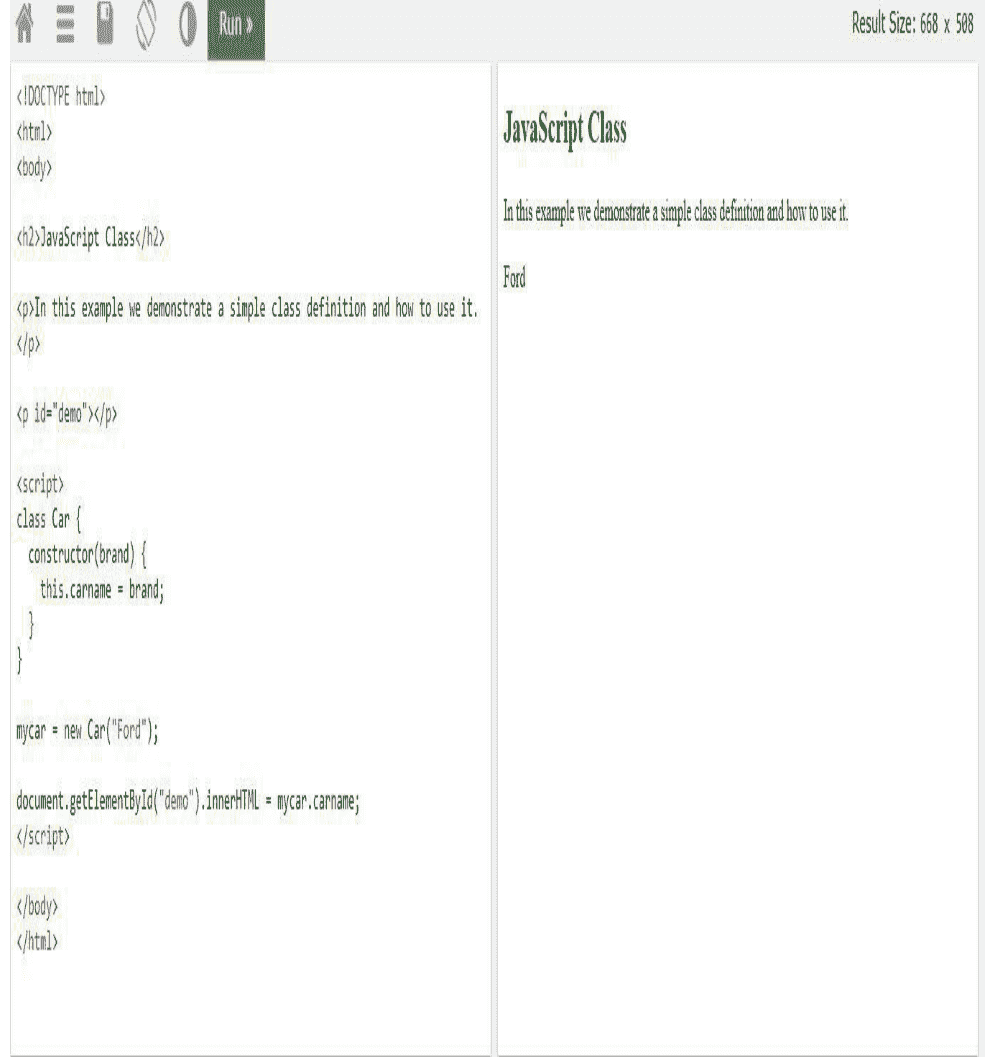 Run »
Result Size: 668 x 508
<!DOCTYPE html>
<html>
<body>
<h2>JavaScript Class</h2>
<p>In this example we demonstrate a simple class definition and how to use it.
</p>
<p id="demo"></p>
<script>
class Car {
  constructor(brand) {
    this.carname = brand;
  }
}
mycar = new Car("Ford");
document.getElementById("demo").innerHTML = mycar.carname;
</script>
</body>
</html>
JavaScript Class
In this example we demonstrate a simple class definition and how to use it.
Ford